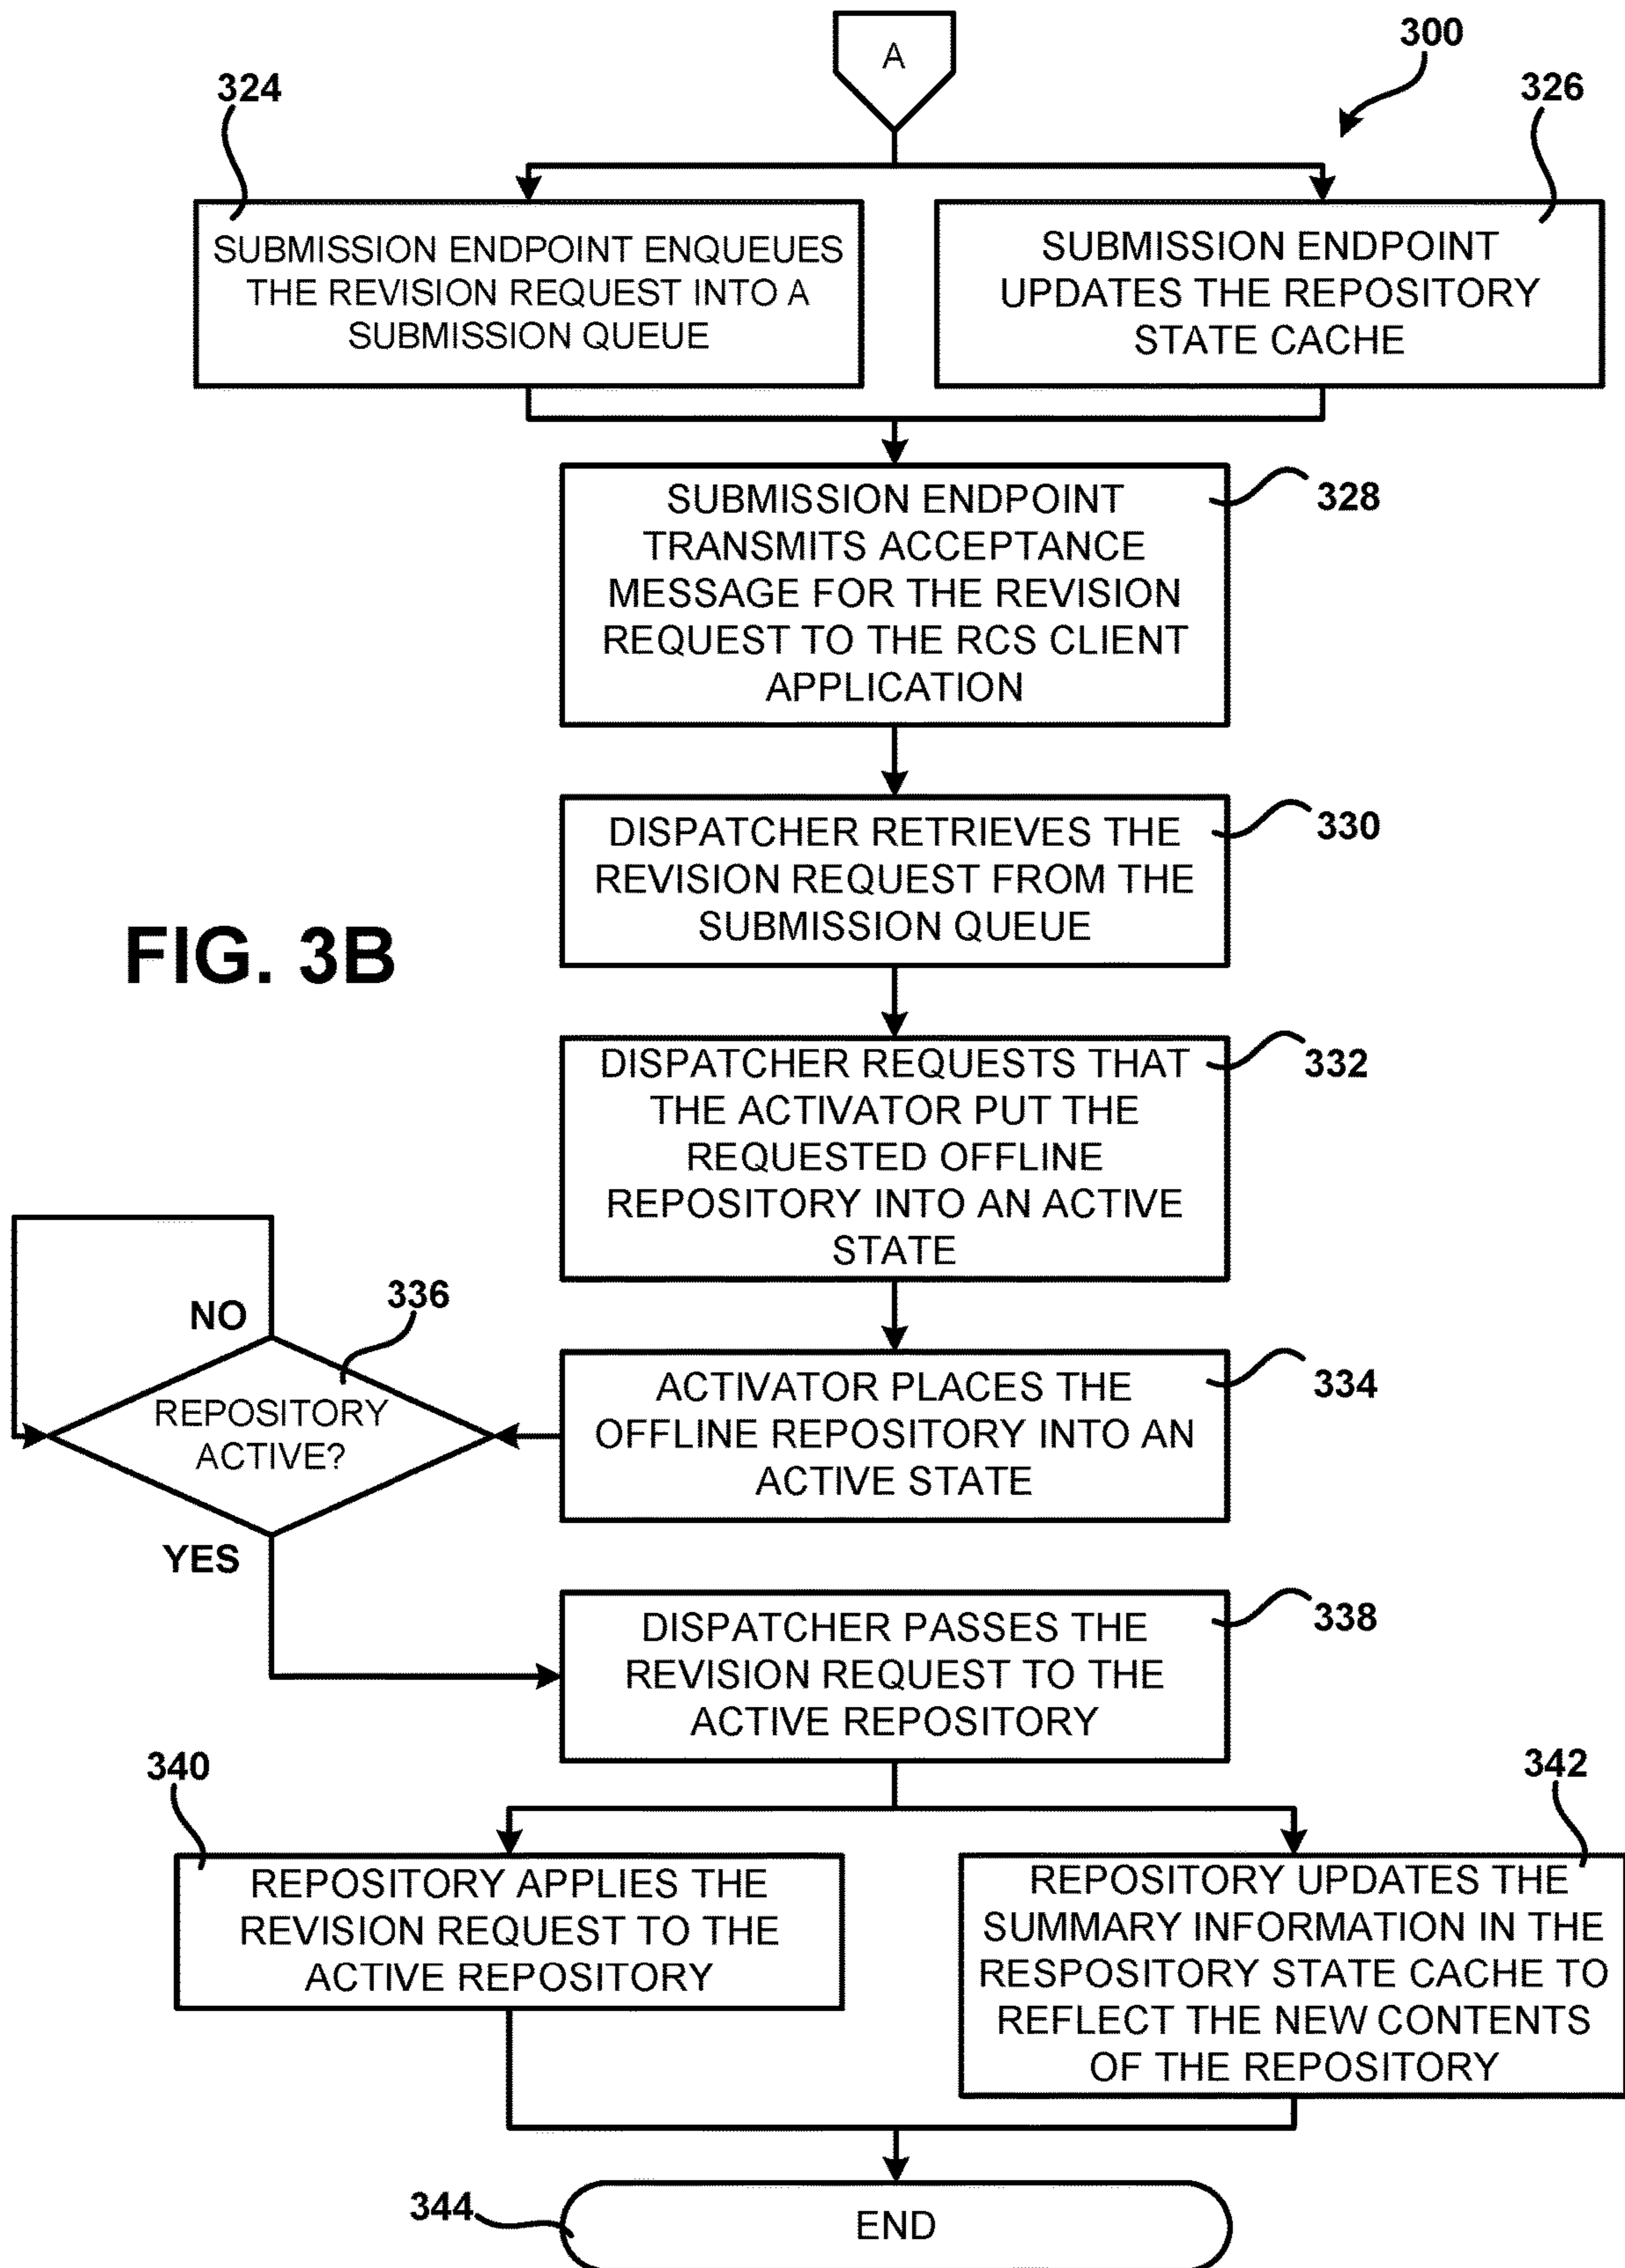 A
300
324
326
SUBMISSION ENDPOINT ENQUEUES
THE REVISION REQUEST INTO A
SUBMISSION QUEUE
SUBMISSION ENDPOINT
UPDATES THE REPOSITORY
STATE CACHE
SUBMISSION ENDPOINT
TRANSMITS ACCEPTANCE
MESSAGE FOR THE REVISION
REQUEST TO THE RCS CLIENT
APPLICATION
328
DISPATCHER RETRIEVES THE
REVISION REQUEST FROM THE
SUBMISSION QUEUE
330
FIG. 3B
DISPATCHER REQUESTS THAT
THE ACTIVATOR PUT THE
REQUESTED OFFLINE
REPOSITORY INTO AN ACTIVE
STATE
332
NO
336
REPOSITORY
ACTIVE?
YES
ACTIVATOR PLACES THE
OFFLINE REPOSITORY INTO AN
ACTIVE STATE
334
DISPATCHER PASSES THE
REVISION REQUEST TO THE
ACTIVE REPOSITORY
338
340
342
REPOSITORY APPLIES THE
REVISION REQUEST TO THE
ACTIVE REPOSITORY
REPOSITORY UPDATES THE
SUMMARY INFORMATION IN THE
RESPOSITORY STATE CACHE TO
REFLECT THE NEW CONTENTS
OF THE REPOSITORY
344
END